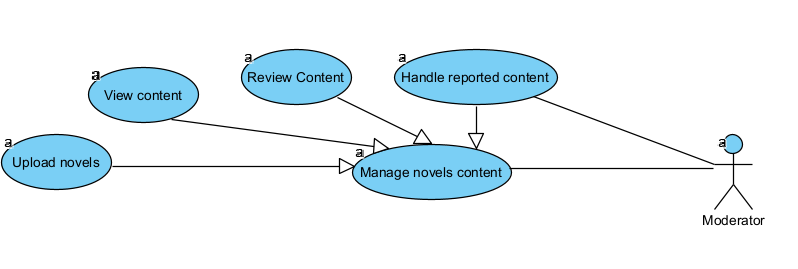 a
Review Content
a
Handle reported content
a
View content
a
Upload novels
a
Manage novels content
a
Moderator